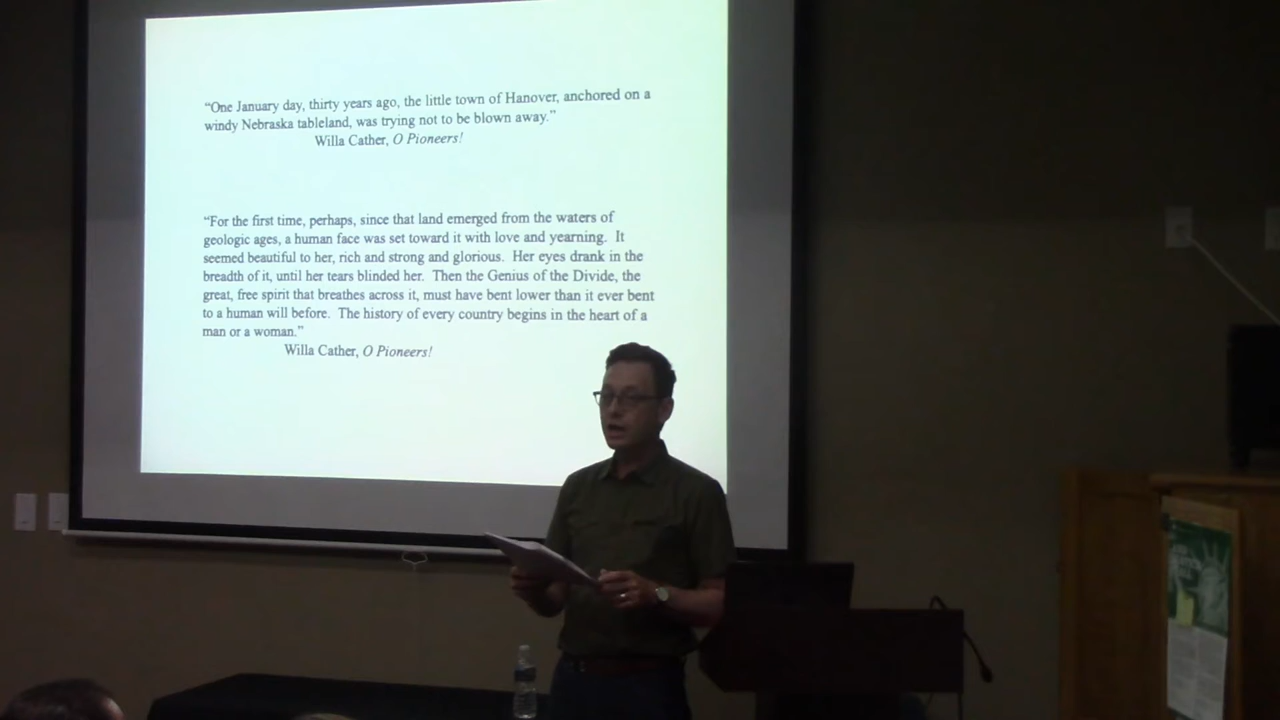 “One January day, thirty years ago, the little town of Hanover, anchored on a
windy Nebraska tableland, was trying not to be blown away.”
Willa Cather, O Pioneers!
“For the first time, perhaps, since that land emerged from the waters of
geologic ages, a human face was set toward it with love and yearning. It
seemed beautiful to her, rich and strong and glorious. Her eyes drank in the
breadth of it, until her tears blinded her. Then the Genius of the Divide, the
great, free spirit that breathes across it, must have bent lower than it ever bent
to a human will before. The history of every country begins in the heart of a
man or a woman.”
Willa Cather, O Pioneers!